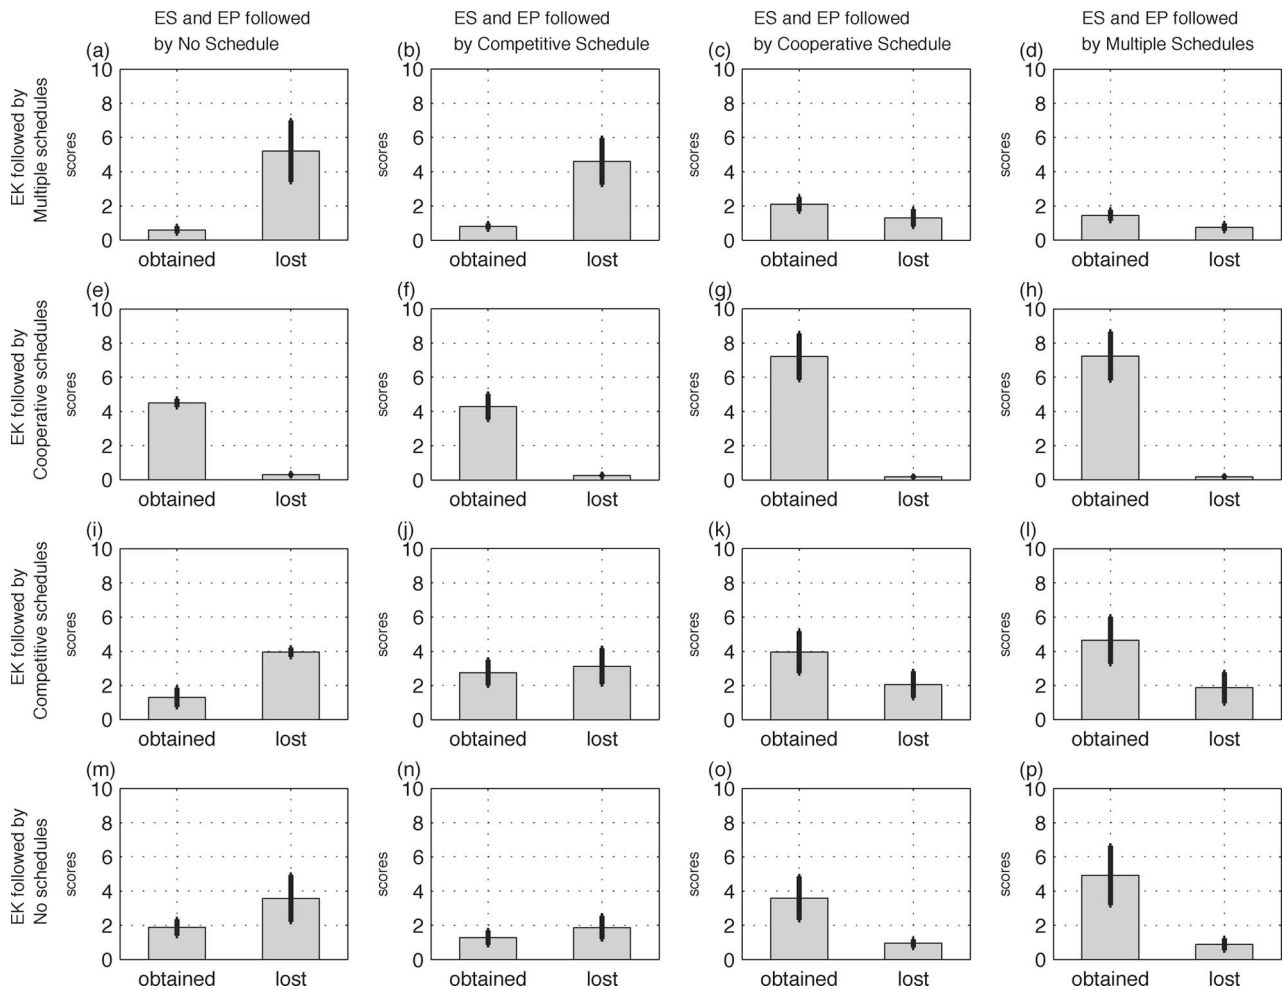 ES and EP followed
by No Schedule
ES and EP followed
by Competitive Schedule
ES and EP followed
by Cooperative Schedule
ES and EP followed
by Multiple Schedules
EK followed by
Multiple schedules
(a)
10
8
6
4
2
0
scores
obtained
lost
(b)
10
8
6
4
2
0
scores
obtained
lost
(c)
10
8
6
4
2
0
scores
obtained
lost
(d)
10
8
6
4
2
0
scores
obtained
lost
EK followed by
Cooperative schedules
(e)
10
8
6
4
2
0
scores
obtained
lost
(f)
10
8
6
4
2
0
scores
obtained
lost
(g)
10
8
6
4
2
0
scores
obtained
lost
(h)
10
8
6
4
2
0
scores
obtained
lost
EK followed by
Competitive schedules
(i)
10
8
6
4
2
0
scores
obtained
lost
(j)
10
8
6
4
2
0
scores
obtained
lost
(k)
10
8
6
4
2
0
scores
obtained
lost
(l)
10
8
6
4
2
0
scores
obtained
lost
EK followed by
No schedules
(m)
10
8
6
4
2
0
scores
obtained
lost
(n)
10
8
6
4
2
0
scores
obtained
lost
(o)
10
8
6
4
2
0
scores
obtained
lost
(p)
10
8
6
4
2
0
scores
obtained
lost